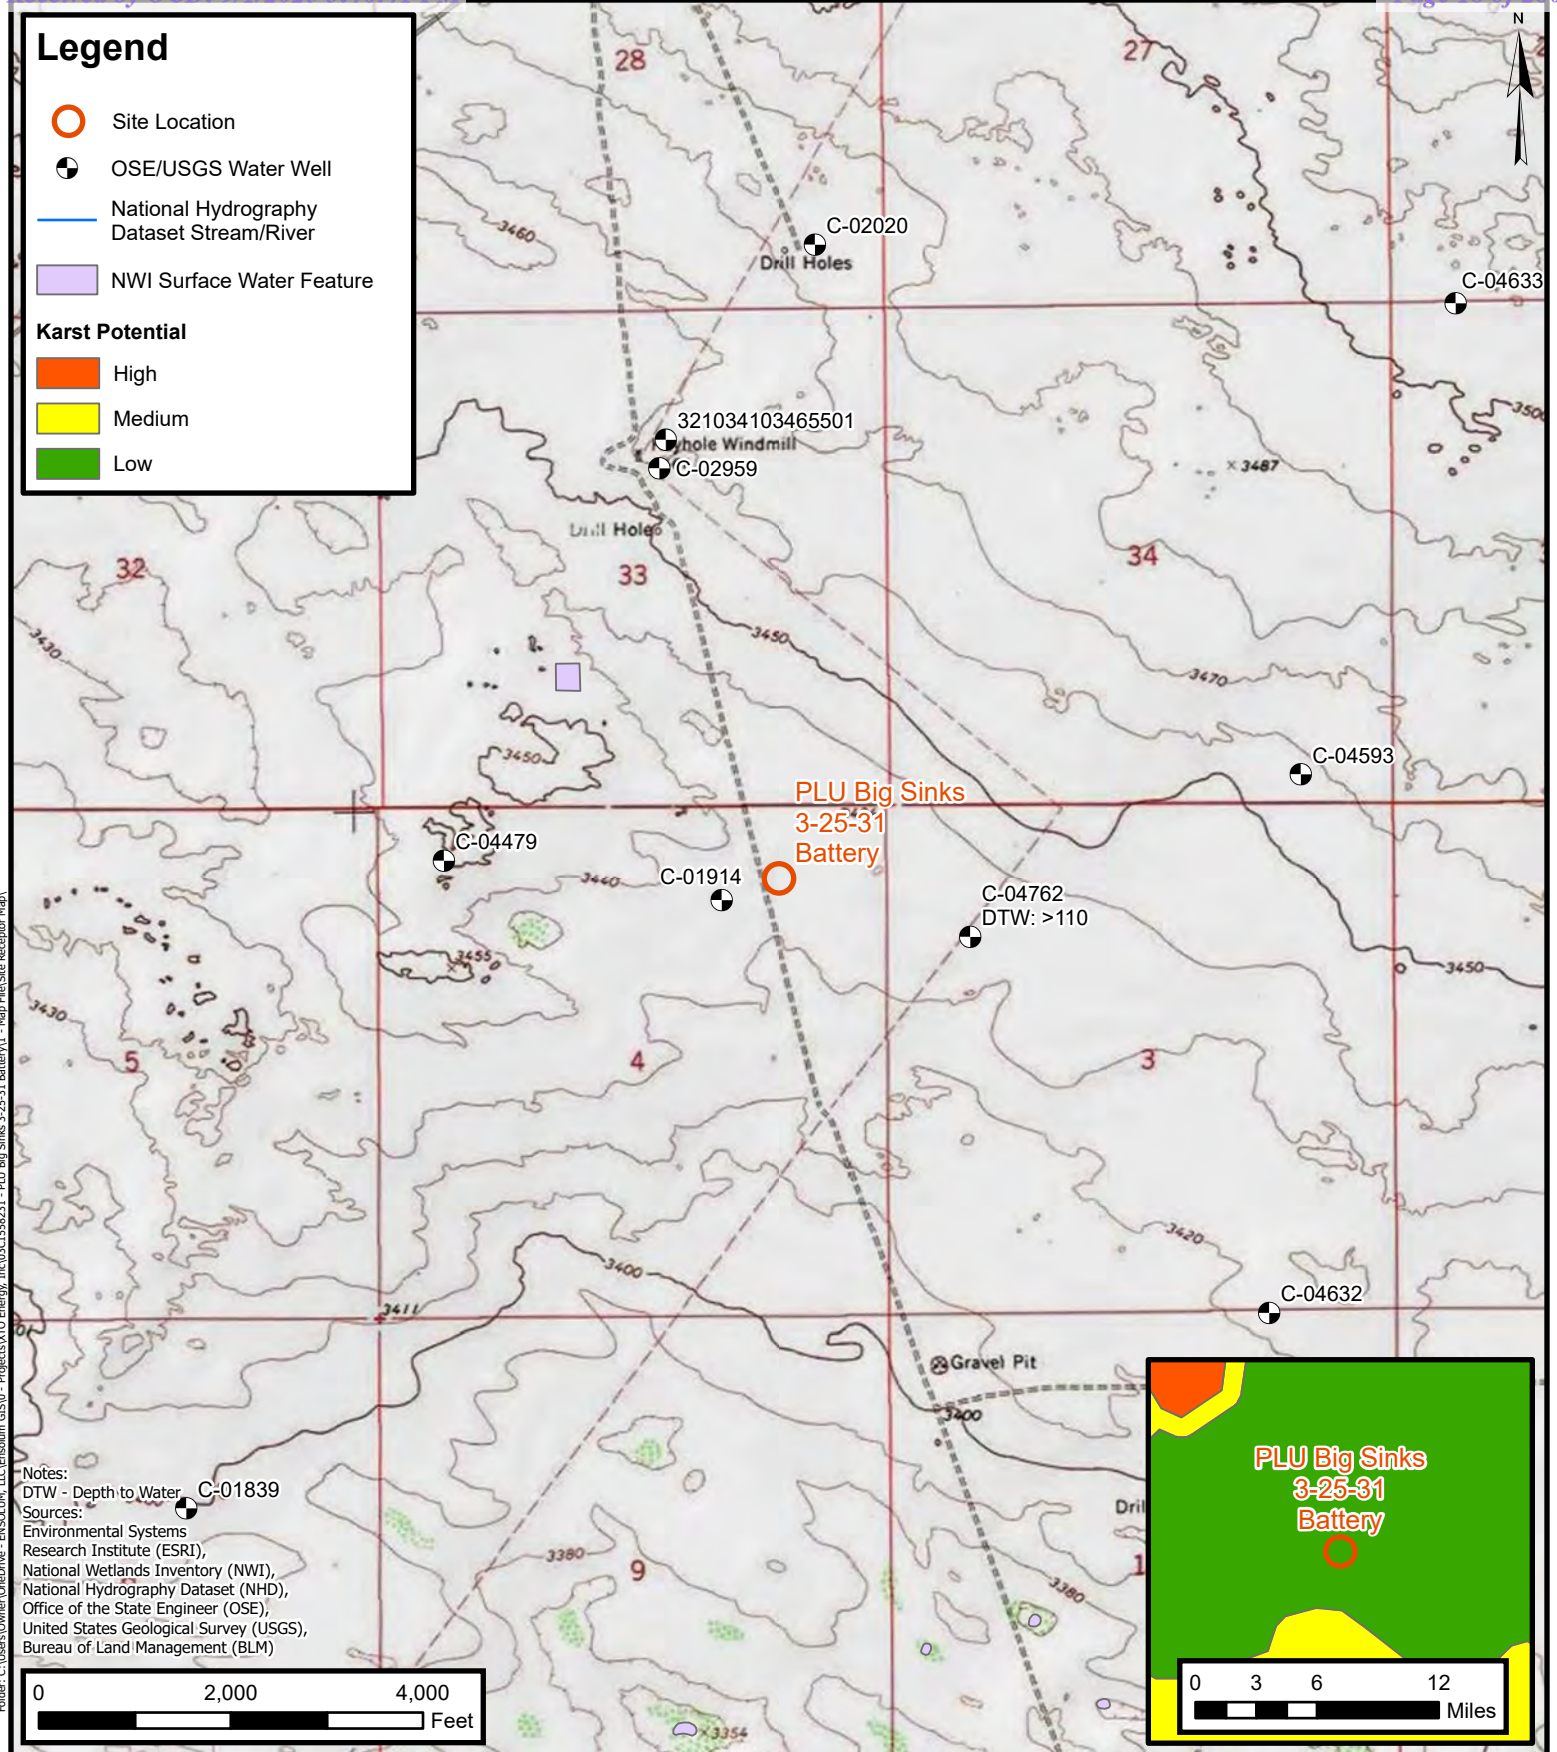 Legend
Site Location
OSE/USGS Water Well
National Hydrography
Dataset Stream/River
NWI Surface Water Feature
Karst Potential
High
Medium
Low
N
28
27
3460
C-02020
Drill Holes
C-04633
3500
321034103465501
hole Windmill
C-02959
3487
Drill Holes
32
33
34
3430
3450
3470
3450
C-04593
PLU Big Sinks
3-25-31
Battery
C-04479
3440
C-01914
C-04762
DTW: >110
3455
3450
3430
5
4
3
3420
3400
3411
C-04632
Gravel Pit
3400
Notes:
DTW - Depth to Water
C-01839
Sources:
Environmental Systems
Research Institute (ESRI),
National Wetlands Inventory (NWI),
National Hydrography Dataset (NHD),
Office of the State Engineer (OSE),
United States Geological Survey (USGS),
Bureau of Land Management (BLM)
3380
9
3380
3354
Dril
1
PLU Big Sinks
3-25-31
Battery
0 3 6 12
Miles
0 2,000 4,000
Feet